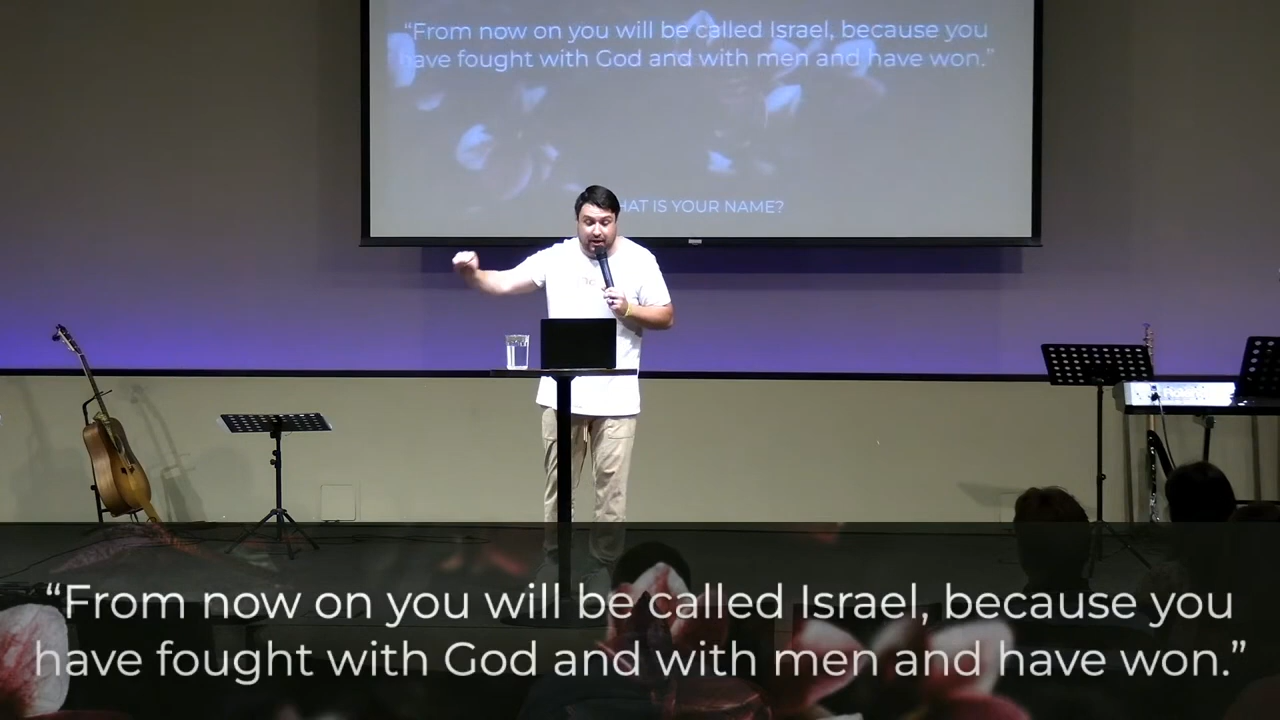 “From now on you will be called Israel, because you
have fought with God and with men and have won.”
HAT IS YOUR NAME?
“From now on you will be called Israel, because you
have fought with God and with men and have won.”